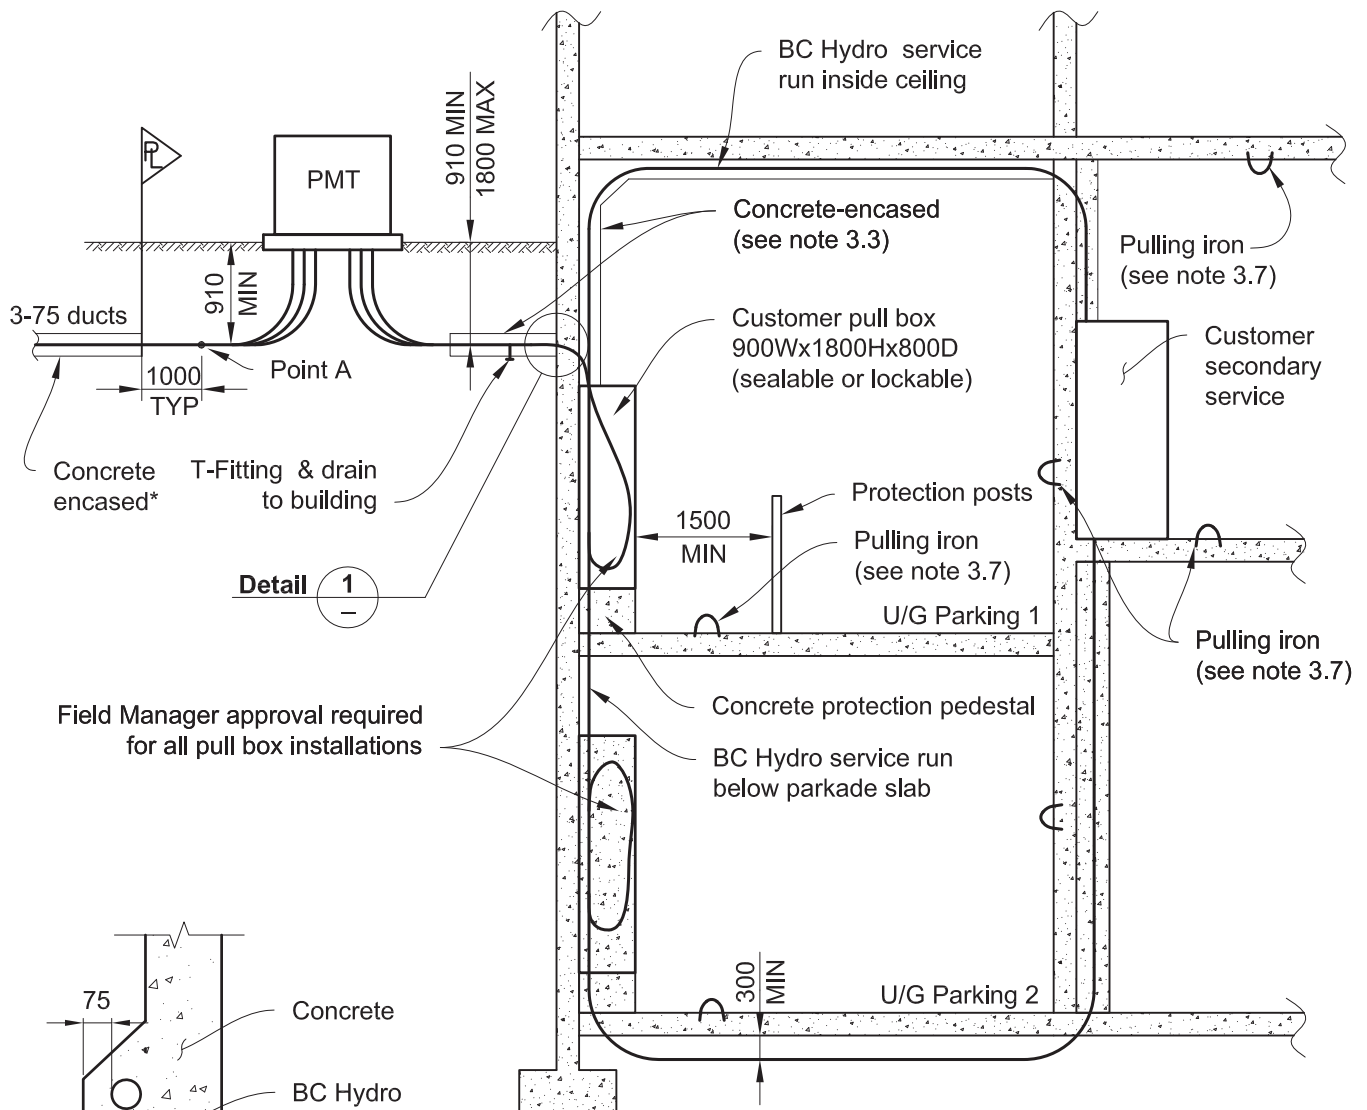 BC Hydro service
run inside ceiling
910 MIN
1800 MAX
PL
PMT
Concrete-encased
(see note 3.3)
Pulling iron
(see note 3.7)
910
MIN
3-75 ducts
Customer pull box
900Wx1800Hx800D
(sealable or lockable)
Customer
secondary
service
Point A
1000
TYP
Concrete
encased*
T-Fitting & drain
to building
Protection posts
1500
MIN
Pulling iron
(see note 3.7)
Detail 1
–
U/G Parking 1
Pulling iron
(see note 3.7)
Field Manager approval required
for all pull box installations
Concrete protection pedestal
BC Hydro service run
below parkade slab
300
MIN
U/G Parking 2
75
Concrete
BC Hydro